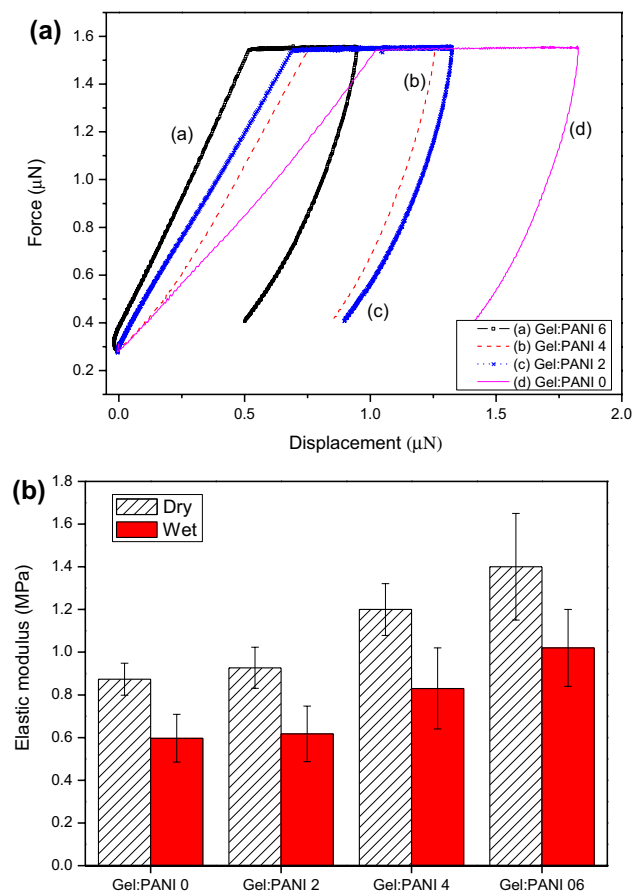 (a)
1.6
1.4
1.2
1.0
0.8
0.6
0.4
0.2
Force (μN)
(a)
(b)
(c)
(d)
(a) Gel:PANI 6
(b) Gel:PANI 4
(c) Gel:PANI 2
(d) Gel:PANI 0
0.0 0.5 1.0 1.5 2.0
Displacement (μN)
(b)
1.8
1.6
1.4
1.2
1.0
0.8
0.6
0.4
0.2
0.0
Elastic modulus (MPa)
Dry
Wet
Gel:PANI 0 Gel:PANI 2 Gel:PANI 4 Gel:PANI 06